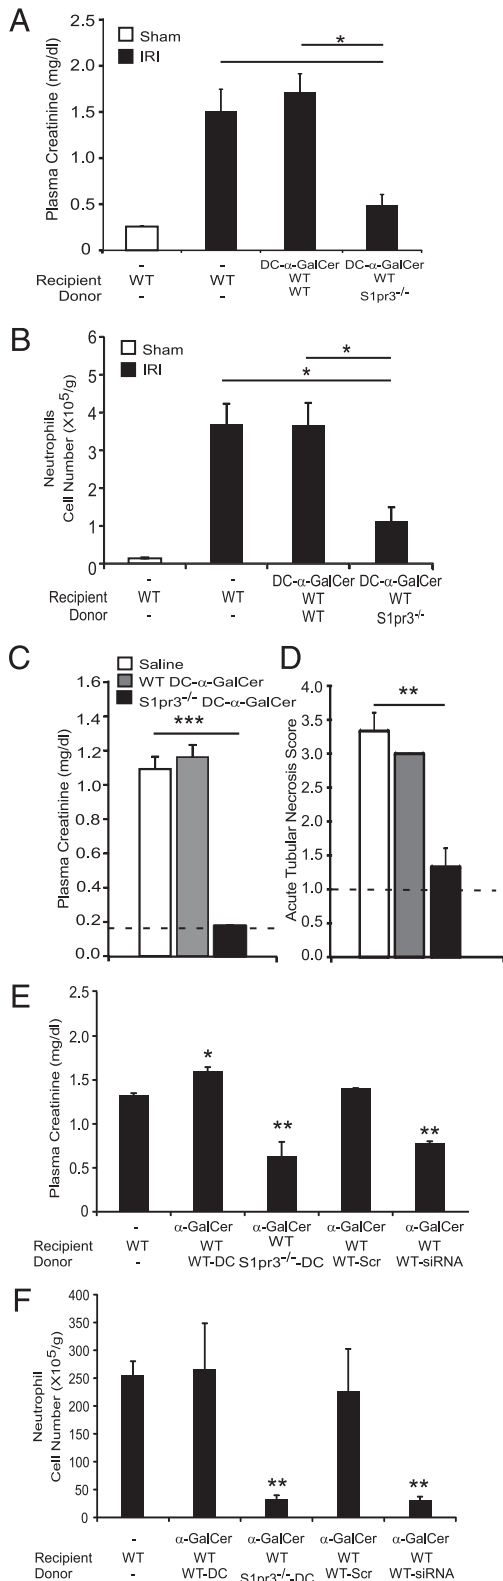 A
2.5
Sham
IRI
*
2.0
1.5
1.0
0.5
0
Plasma Creatinine (mg/dl)
- - DC-α-GalCer DC-α-GalCer
Recipient WT WT WT WT
Donor - - WT S1pr3-/-
B
6
Sham
IRI
*
*
5
4
3
2
1
0
Neutrophils
Cell Number (X10⁵/g)
- - DC-α-GalCer DC-α-GalCer
Recipient WT WT WT WT
Donor - - WT S1pr3-/-
C
Saline
WT DC-α-GalCer
S1pr3-/- DC-α-GalCer
***
1.6
1.4
1.2
1.0
0.8
0.6
0.4
0.2
0.0
Plasma Creatinine (mg/dl)
D
**
4.0
3.5
3.0
2.5
2.0
1.5
1.0
0.5
0.0
Acute Tubular Necrosis Score
E
2.0
1.5
1.0
0.5
0
Plasma Creatinine (mg/dl)
* ** **
- α-GalCer α-GalCer α-GalCer α-GalCer
Recipient WT WT WT WT WT
Donor - WT-DC S1pr3-/--DC WT-Scr WT-siRNA
F
400
350
300
250
200
150
100
50
0
Neutrophil
Cell Number (X10⁵/g)
** **
- α-GalCer α-GalCer α-GalCer α-GalCer
Recipient WT WT WT WT WT
Donor - WT-DC S1pr3-/--DC WT-Scr WT-siRNA